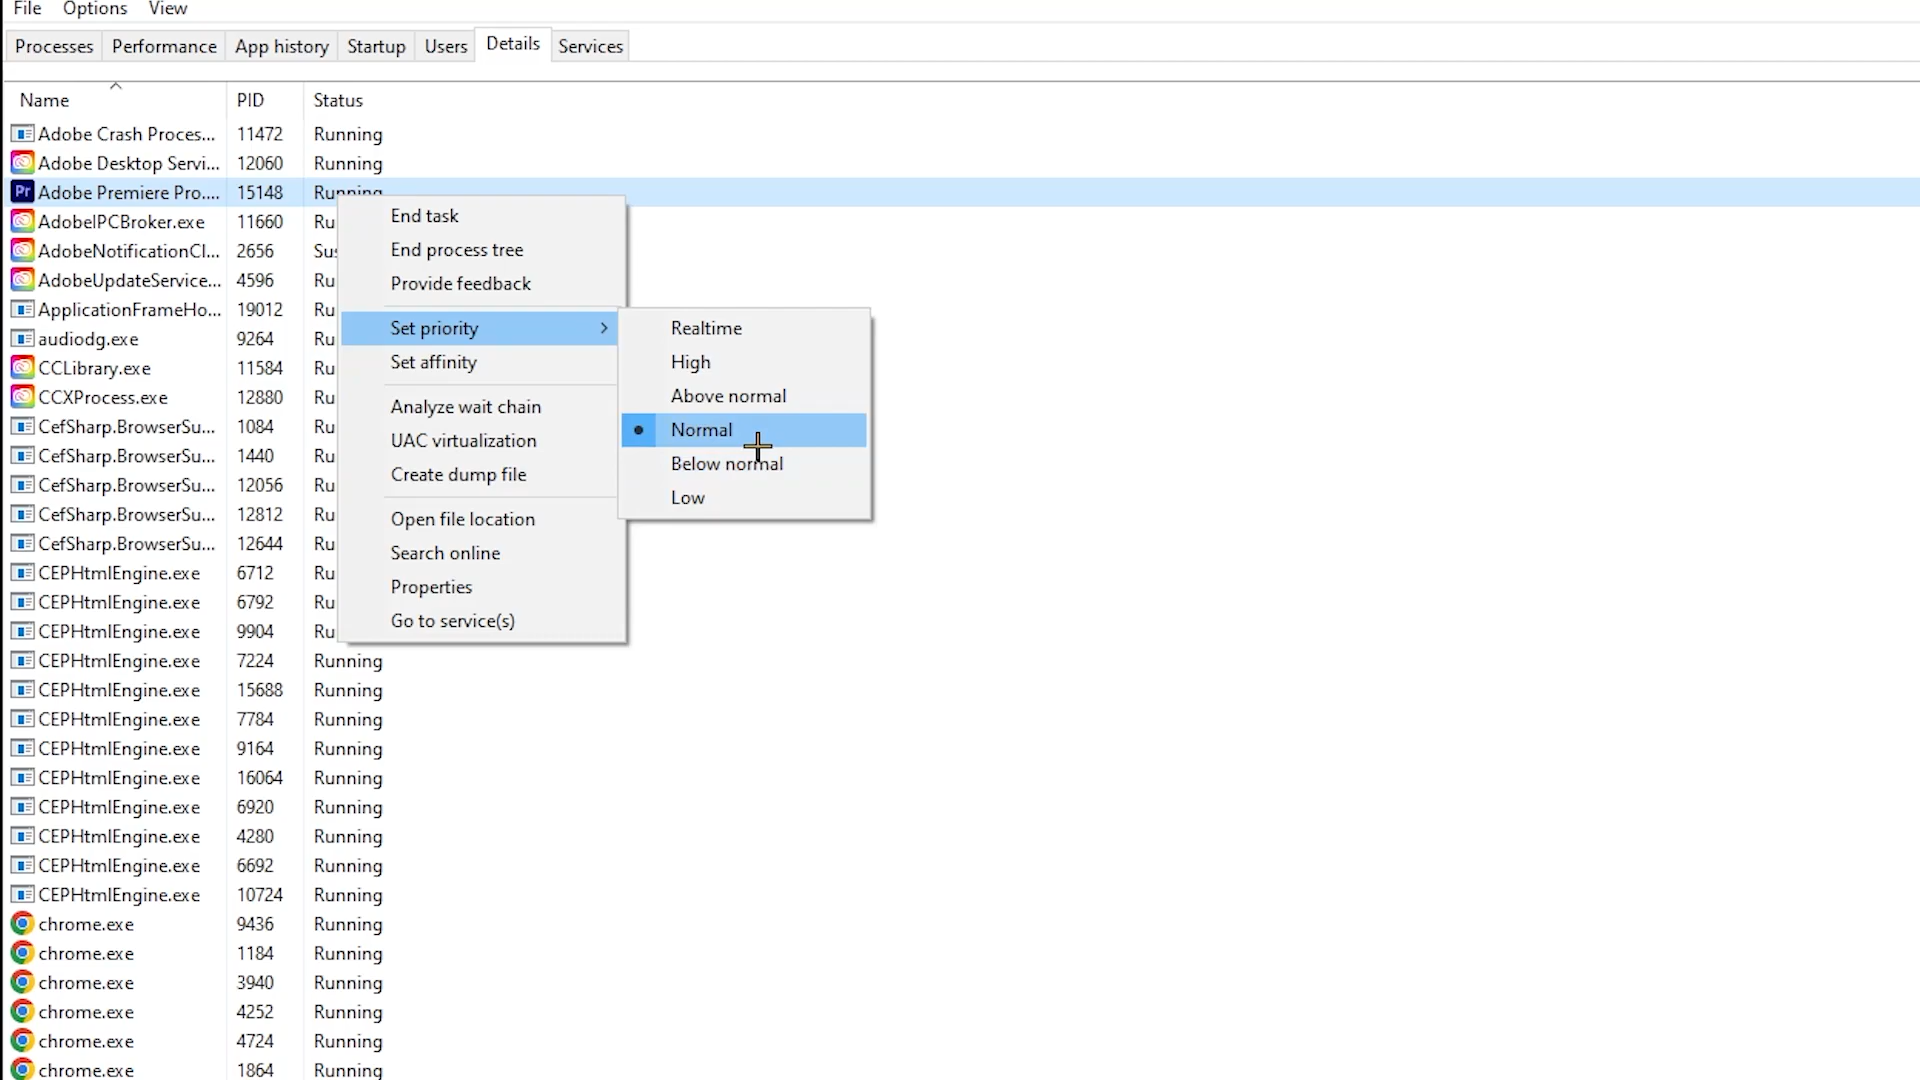 File Options View
Processes Performance App history Startup Users Details Services
Name PID Status
Adobe Crash Proces... 11472 Running
Adobe Desktop Servi... 12060 Running
Pr Adobe Premiere Pro.... 15148 Running
AdobeIPCBroker.exe 11660 Ru
AdobeNotificationCl... 2656 Sus
AdobeUpdateService... 4596 Ru
ApplicationFrameHo... 19012 Ru
audiodg.exe 9264 Ru
CCLibrary.exe 11584 Ru
CCXProcess.exe 12880 Ru
CefSharp.BrowserSu... 1084 Ru
CefSharp.BrowserSu... 1440 Ru
CefSharp.BrowserSu... 12056 Ru
CefSharp.BrowserSu... 12812 Ru
CefSharp.BrowserSu... 12644 Ru
CEPHtmlEngine.exe 6712 Ru
CEPHtmlEngine.exe 6792 Ru
CEPHtmlEngine.exe 9904 Ru
CEPHtmlEngine.exe 7224 Running
CEPHtmlEngine.exe 15688 Running
CEPHtmlEngine.exe 7784 Running
CEPHtmlEngine.exe 9164 Running
CEPHtmlEngine.exe 16064 Running
CEPHtmlEngine.exe 6920 Running
CEPHtmlEngine.exe 4280 Running
CEPHtmlEngine.exe 6692 Running
CEPHtmlEngine.exe 10724 Running
chrome.exe 9436 Running
chrome.exe 1184 Running
chrome.exe 3940 Running
chrome.exe 4252 Running
chrome.exe 4724 Running
chrome.exe 1864 Running
End task
End process tree
Provide feedback
Set priority
Set affinity
Analyze wait chain
UAC virtualization
Create dump file
Open file location
Search online
Properties
Go to service(s)
Realtime
High
Above normal
Normal
Below normal
Low